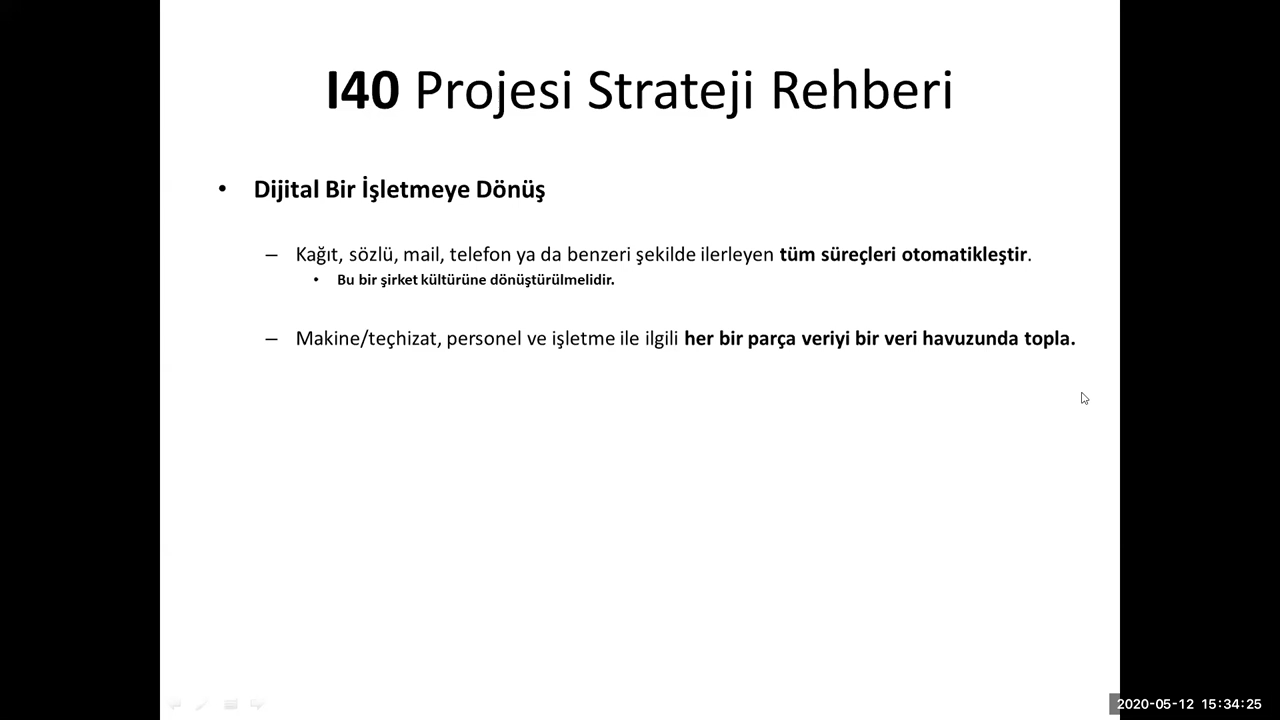 I40 Projesi Strateji Rehberi
• Dijital Bir İşletmeye Dönüş
– Kağıt, sözlü, mail, telefon ya da benzeri şekilde ilerleyen tüm süreçleri otomatikleştir.
• Bu bir şirket kültürüne dönüştürülmelidir.
– Makine/teçhizat, personel ve işletme ile ilgili her bir parça veriyi bir veri havuzunda topla.
2020-05-12 15:34:25